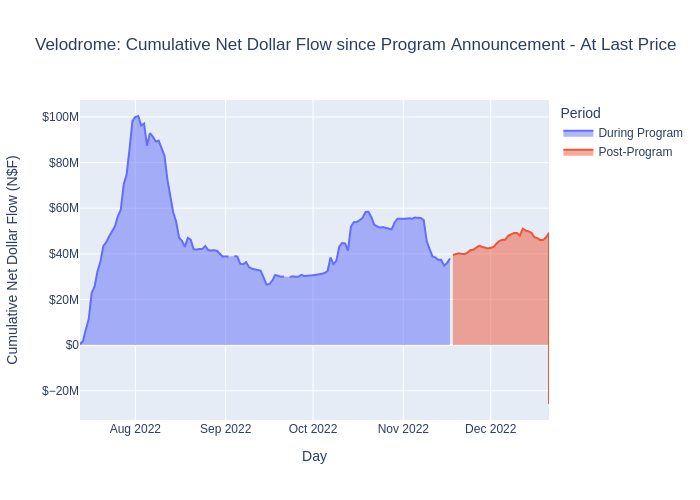 Velodrome: Cumulative Net Dollar Flow since Program Announcement - At Last Price
Cumulative Net Dollar Flow (N$F)
$100M
$80M
$60M
$40M
$20M
$0
$−20M
Aug 2022
Sep 2022
Oct 2022
Nov 2022
Dec 2022
Day
Period
During Program
Post-Program